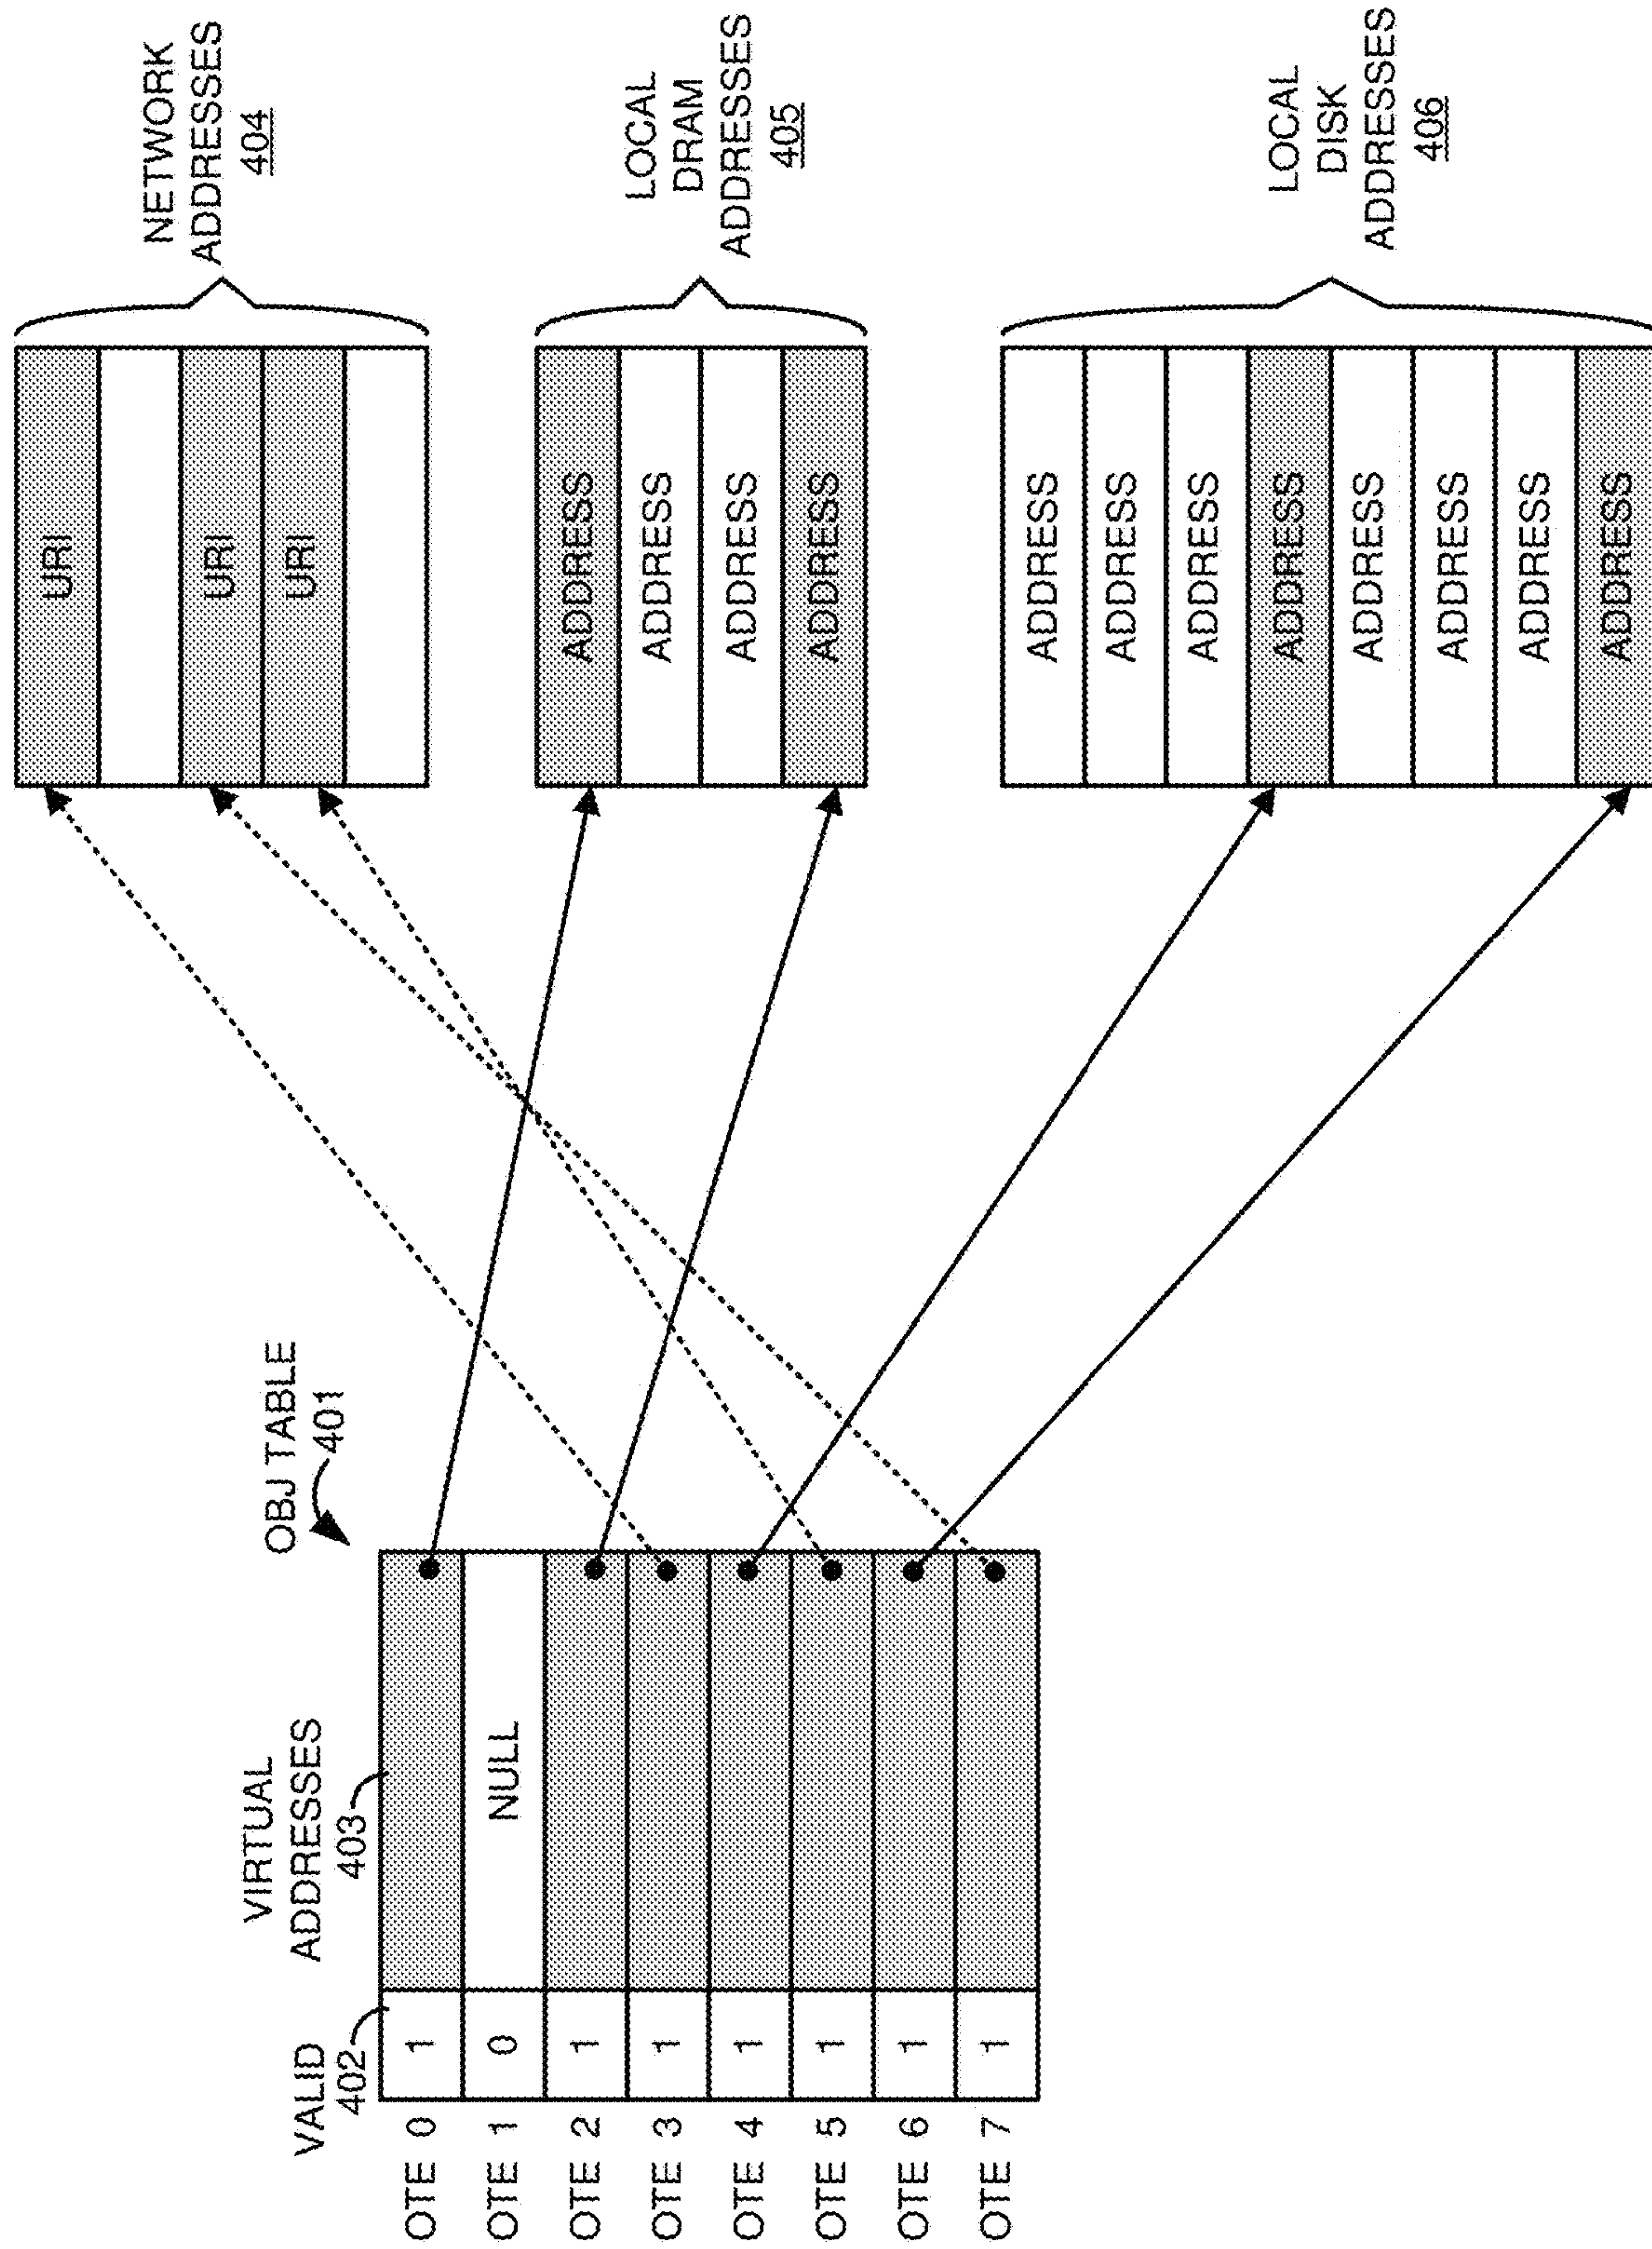 OBJ TABLE
401
VIRTUAL
ADDRESSES
403
VALID
402
OTE 0 1
OTE 1 0 NULL
OTE 2 1
OTE 3 1
OTE 4 1
OTE 5 1
OTE 6 1
OTE 7 1
URI
URI
URI
NETWORK
ADDRESSES
404
ADDRESS
ADDRESS
ADDRESS
ADDRESS
LOCAL
DRAM
ADDRESSES
405
ADDRESS
ADDRESS
ADDRESS
ADDRESS
ADDRESS
ADDRESS
ADDRESS
ADDRESS
LOCAL
DISK
ADDRESSES
406